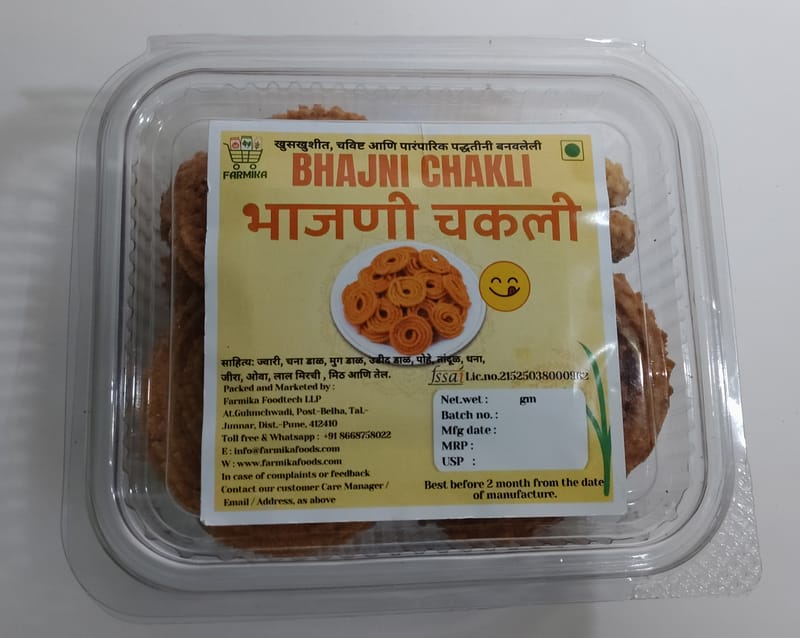 खुसखुशीत, चविष्ट आणि पारंपारिक पद्धतीनी बनवलेली
FARMIKA
BHAJNI CHAKLI
भाजणी चकली
साहित्य: ज्वारी, चना डाळ, मुग डाळ, उडीद डाळ, पोहे, तांदूळ, धना,
जीरा, ओवा, लाल मिरची , मिठ आणि तेल.
fssai Lic.no.
Packed and Marketed by :
Farmika Foodtech LLP
At.Gulunchwadi, Post-Belha, Tal.-
Junnar, Dist.-Pune, 412410
Toll free & Whatsapp : +91 8668758022
E : info@farmikafoods.com
W : www.farmikafoods.com
In case of complaints or feedback
Contact our customer Care Manager /
Email / Address, as above
Net.wet : gm
Batch no. :
Mfg date :
MRP :
USP :
Best before 2 month from the date
of manufacture.